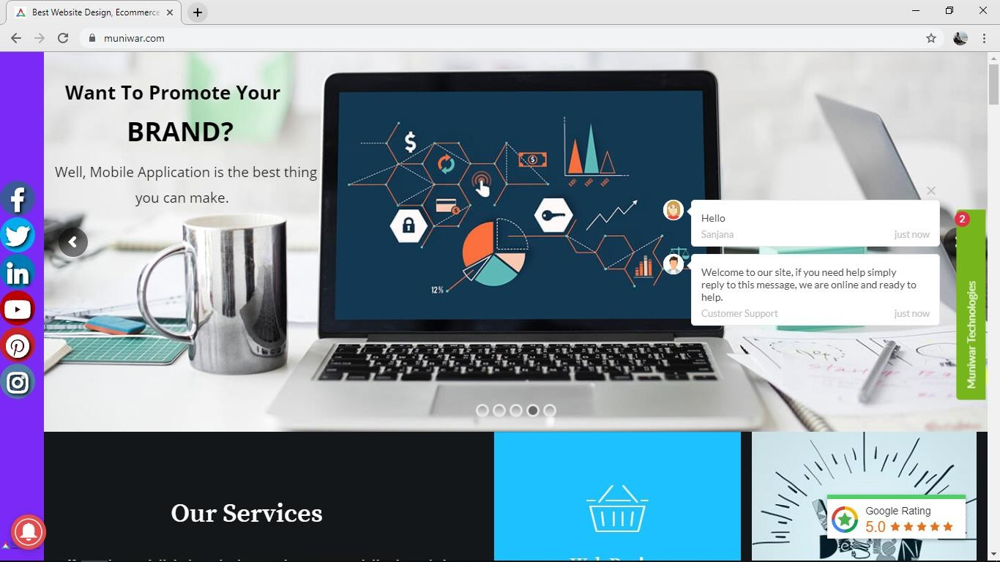 Best Website Design, Ecommerce
muniwar.com
Want To Promote Your
BRAND?
Well, Mobile Application is the best thing
you can make.
$
12%
Hello
Sanjana just now
Welcome to our site, if you need help simply
reply to this message, we are online and ready to
help.
Customer Support just now
2
Muniwar Technologies
Our Services
Google Rating
5.0